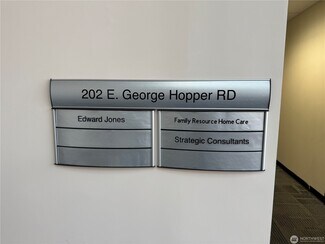 202 E. George Hopper RD
Edward Jones
Family Resource Home Care
Strategic Consultants